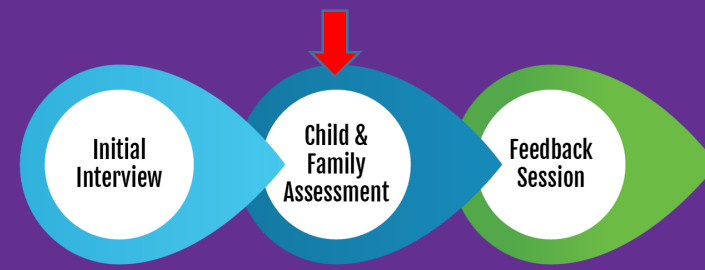 Initial
Interview
Child &
Family
Assessment
Feedback
Session